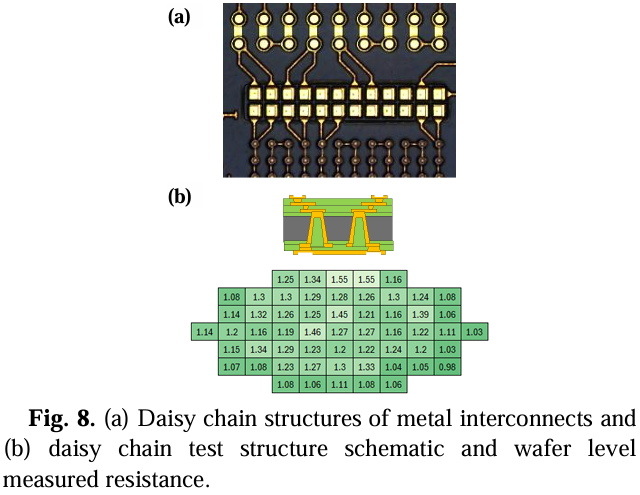 (a)
(b)
1.25 1.34 1.55 1.55 1.16
1.08 1.3 1.3 1.29 1.28 1.26 1.3 1.24 1.08
1.14 1.32 1.26 1.25 1.45 1.21 1.16 1.39 1.06
1.14 1.2 1.16 1.19 1.46 1.27 1.27 1.16 1.22 1.11 1.03
1.15 1.34 1.29 1.23 1.2 1.22 1.24 1.2 1.03
1.07 1.08 1.23 1.27 1.3 1.33 1.04 1.05 0.98
1.08 1.06 1.11 1.08 1.06
Fig. 8. (a) Daisy chain structures of metal interconnects and
(b) daisy chain test structure schematic and wafer level
measured resistance.